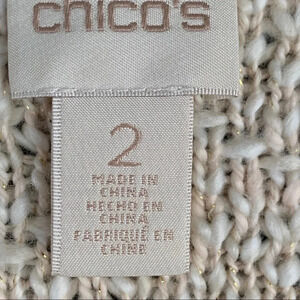 chico's
2
MADE IN
CHINA
HECHO EN
CHINA
FABRIQUÉ EN
CHINE